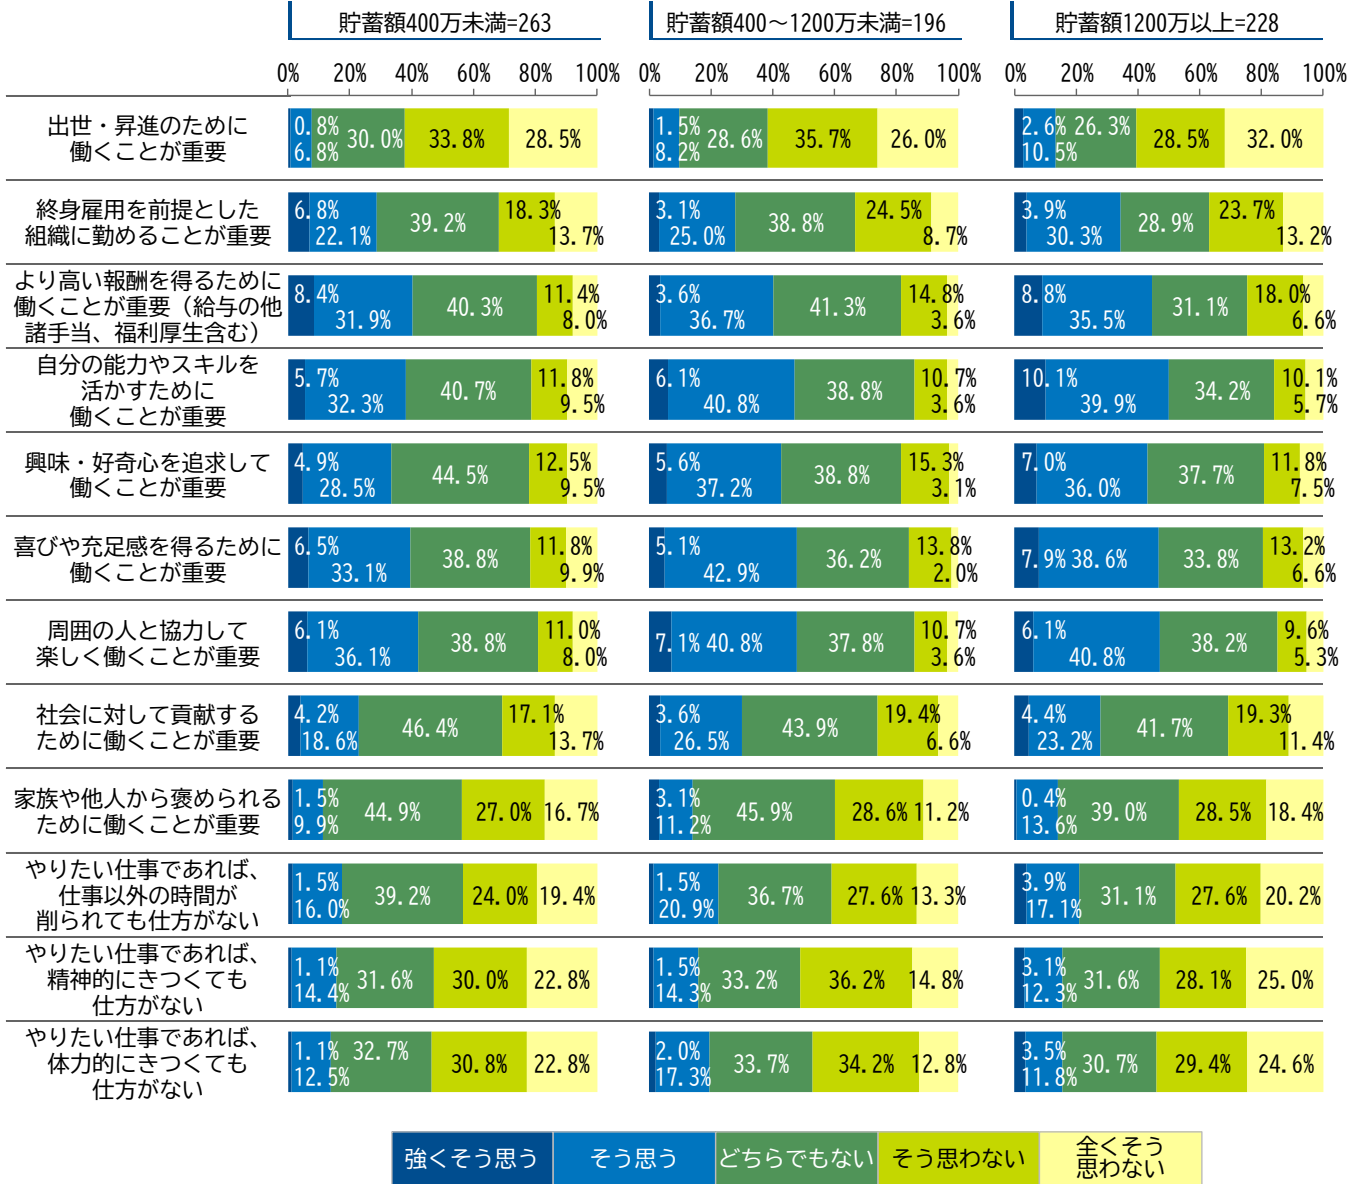 貯蓄額400万未満=263 貯蓄額400～1200万未満=196 貯蓄額1200万以上=228
0% 20% 40% 60% 80% 100% 0% 20% 40% 60% 80% 100% 0% 20% 40% 60% 80% 100%
出世・昇進のために
働くことが重要
0.8% 6.8% 30.0% 33.8% 28.5%
1.5% 8.2% 28.6% 35.7% 26.0%
2.6% 10.5% 26.3% 28.5% 32.0%
終身雇用を前提とした
組織に勤めることが重要
6.8% 22.1% 39.2% 18.3% 13.7%
3.1% 25.0% 38.8% 24.5% 8.7%
3.9% 30.3% 28.9% 23.7% 13.2%
より高い報酬を得るために
働くことが重要（給与の他
諸手当、福利厚生含む）
8.4% 31.9% 40.3% 11.4% 8.0%
3.6% 36.7% 41.3% 14.8% 3.6%
8.8% 35.5% 31.1% 18.0% 6.6%
自分の能力やスキルを
活かすために
働くことが重要
5.7% 32.3% 40.7% 11.8% 9.5%
6.1% 40.8% 38.8% 10.7% 3.6%
10.1% 39.9% 34.2% 10.1% 5.7%
興味・好奇心を追求して
働くことが重要
4.9% 28.5% 44.5% 12.5% 9.5%
5.6% 37.2% 38.8% 15.3% 3.1%
7.0% 36.0% 37.7% 11.8% 7.5%
喜びや充足感を得るために
働くことが重要
6.5% 33.1% 38.8% 11.8% 9.9%
5.1% 42.9% 36.2% 13.8% 2.0%
7.9% 38.6% 33.8% 13.2% 6.6%
周囲の人と協力して
楽しく働くことが重要
6.1% 36.1% 38.8% 11.0% 8.0%
7.1% 40.8% 37.8% 10.7% 3.6%
6.1% 40.8% 38.2% 9.6% 5.3%
社会に対して貢献する
ために働くことが重要
4.2% 18.6% 46.4% 17.1% 13.7%
3.6% 26.5% 43.9% 19.4% 6.6%
4.4% 23.2% 41.7% 19.3% 11.4%
家族や他人から褒められる
ために働くことが重要
1.5% 9.9% 44.9% 27.0% 16.7%
3.1% 11.2% 45.9% 28.6% 11.2%
0.4% 13.6% 39.0% 28.5% 18.4%
やりたい仕事であれば、
仕事以外の時間が
削られても仕方がない
1.5% 16.0% 39.2% 24.0% 19.4%
1.5% 20.9% 36.7% 27.6% 13.3%
3.9% 17.1% 31.1% 27.6% 20.2%
やりたい仕事であれば、
精神的にきつくても
仕方がない
1.1% 14.4% 31.6% 30.0% 22.8%
1.5% 14.3% 33.2% 36.2% 14.8%
3.1% 12.3% 31.6% 28.1% 25.0%
やりたい仕事であれば、
体力的にきつくても
仕方がない
1.1% 12.5% 32.7% 30.8% 22.8%
2.0% 17.3% 33.7% 34.2% 12.8%
3.5% 11.8% 30.7% 29.4% 24.6%
強くそう思う そう思う どちらでもない そう思わない 全くそう
思わない